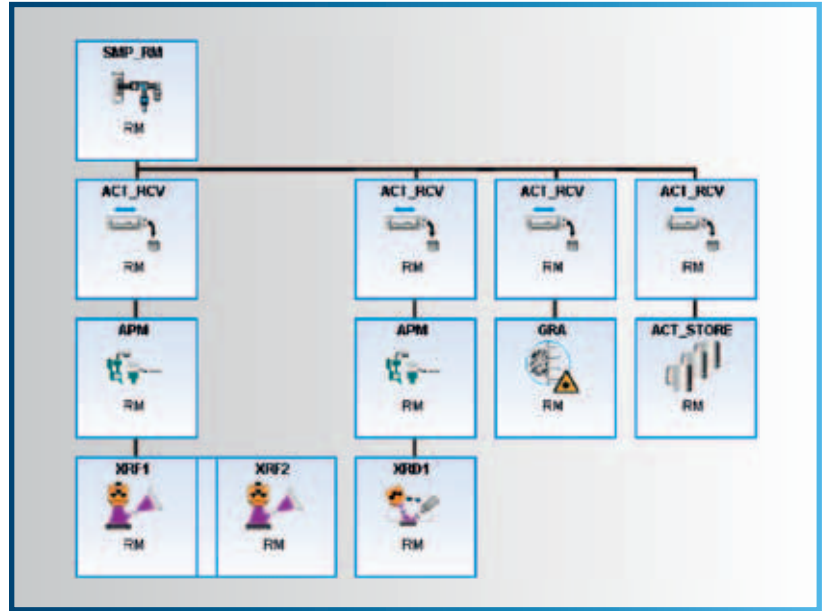 SMP_RM
RM
ACT_RCV
RM
ACT_RCV
RM
ACT_RCV
RM
ACT_RCV
RM
APM
RM
APM
RM
GRA
RM
ACT_STORE
RM
XRF1
RM
XRF2
RM
XRD1
RM